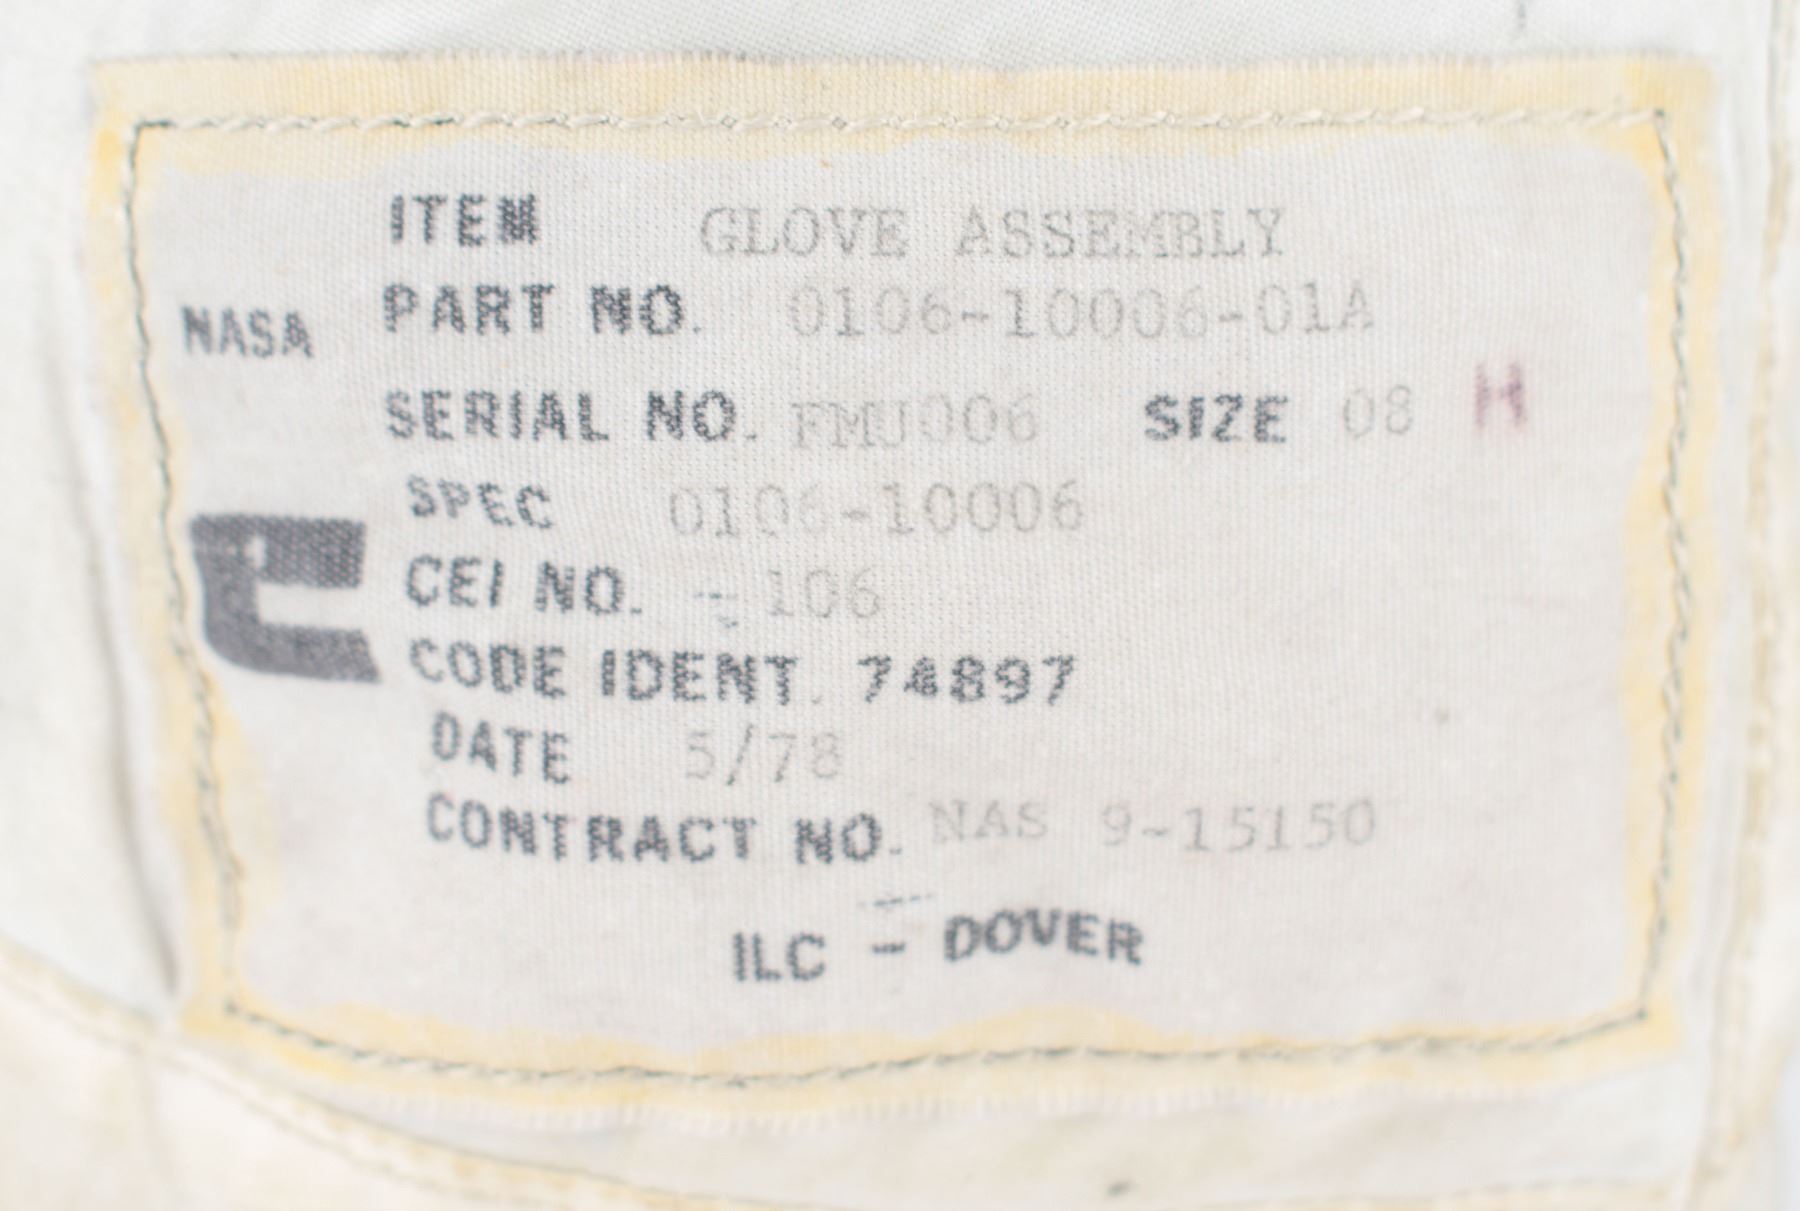 ITEM GLOVE ASSEMBLY
PART NO. 0106-10006-01A
NASA
SERIAL NO. FMJ006 SIZE 08 H
SPEC 0106-10006
CEI NO. - 106
CODE IDENT. 74897
DATE 5/78
CONTRACT NO. NAS 9-15150
ILC - DOVER